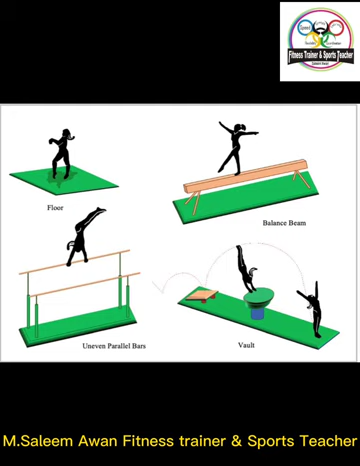 Fitness Trainer & Sports Teacher
Floor
Balance Beam
Uneven Parallel Bars
Vault
M.Saleem Awan Fitness trainer & Sports Teacher